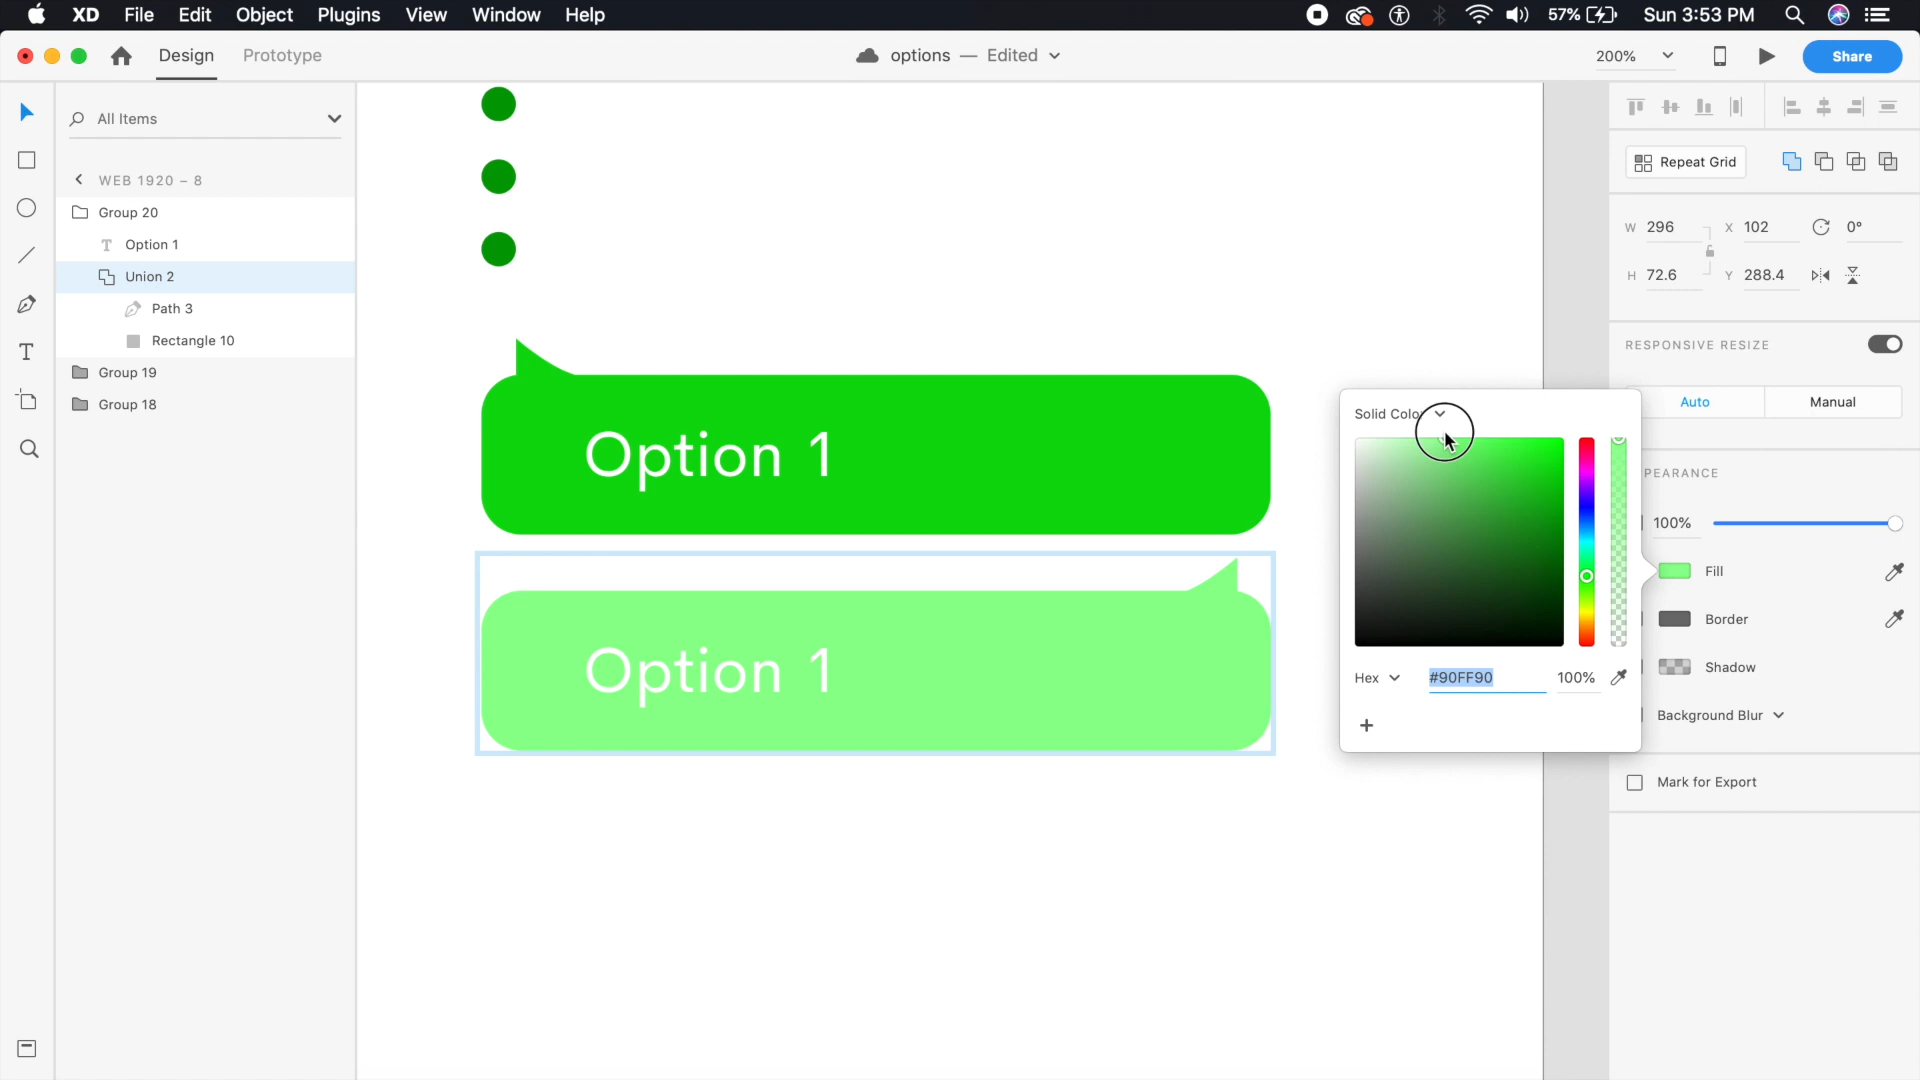 XD File Edit Object Plugins View Window Help 57% Sun 3:53 PM
Design Prototype options — Edited 200% Share
All Items
WEB 1920 – 8
Group 20
Option 1
Union 2
Path 3
Rectangle 10
Group 19
Group 18
Option 1
Option 1
Solid Color
Hex #90FF90 100%
Repeat Grid
W 296 X 102 0°
H 72.6 Y 288.4
RESPONSIVE RESIZE
Auto Manual
PEARANCE
100%
Fill
Border
Shadow
Background Blur
Mark for Export